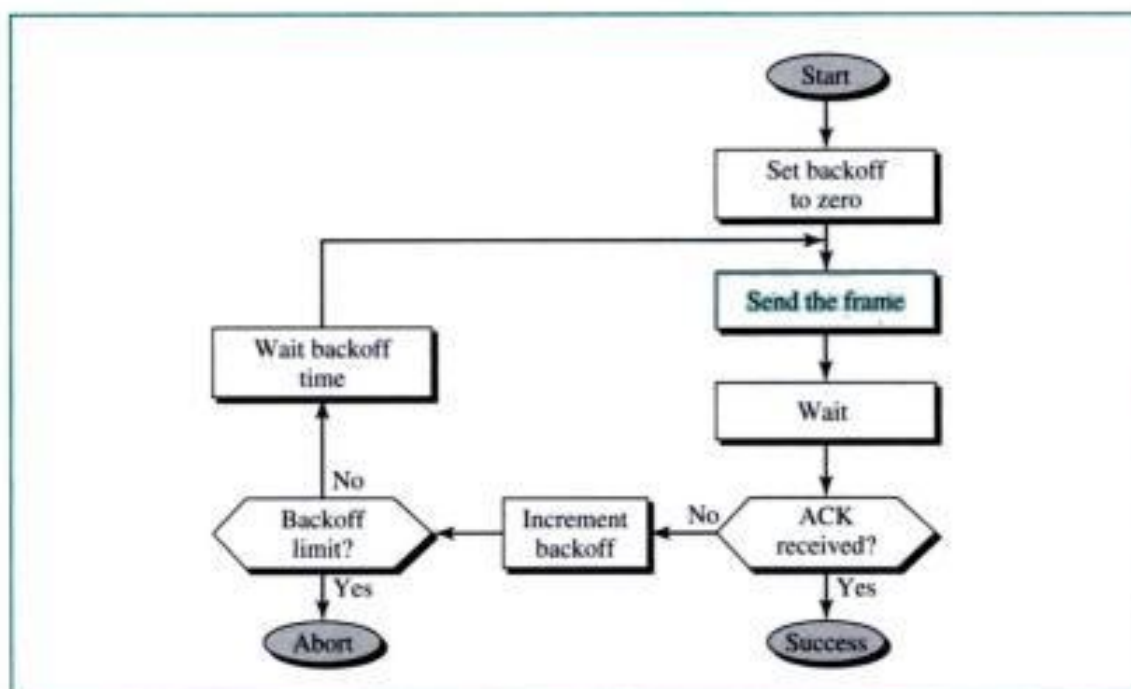 Start
Set backoff
to zero
Send the frame
Wait
ACK
received?
Yes
Success
No
Increment
backoff
Backoff
limit?
Yes
Abort
No
Wait backoff
time